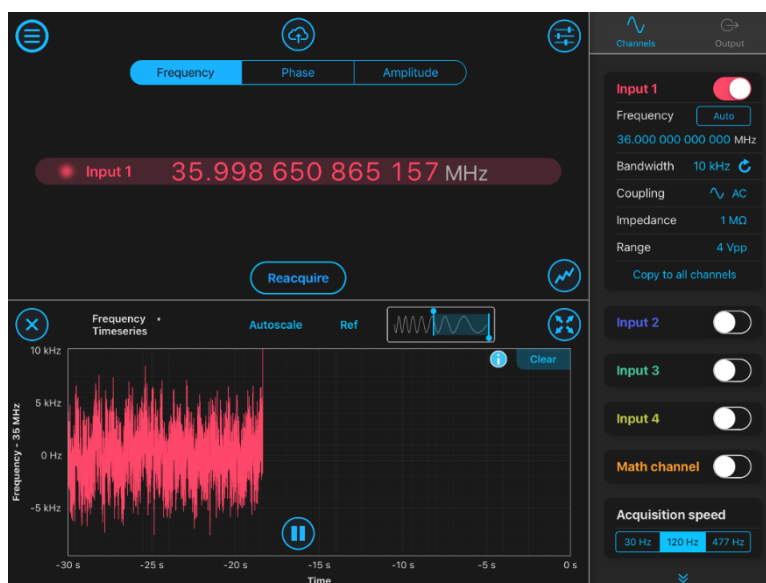 Frequency Phase Amplitude
Input 1 35.998 650 865 157 MHz
Reacquire
Frequency
Timeseries
Autoscale Ref
Clear
10 kHz
5 kHz
0 Hz
-5 kHz
Frequency - 35 MHz
-30 s -25 s -20 s -15 s -10 s -5 s 0 s
Time
Channels Output
Input 1
Frequency Auto
36.000 000 000 000 MHz
Bandwidth 10 kHz
Coupling AC
Impedance 1 MΩ
Range 4 Vpp
Copy to all channels
Input 2
Input 3
Input 4
Math channel
Acquisition speed
30 Hz 120 Hz 477 Hz